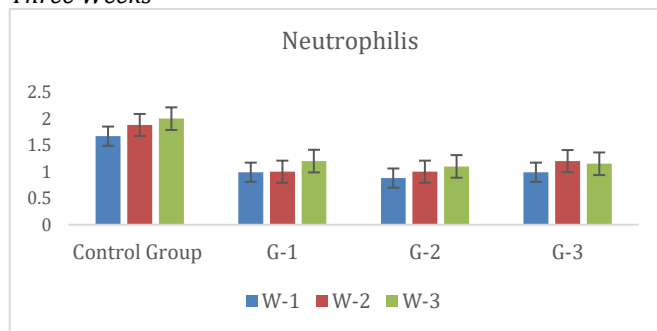 Three Weeks
Neutrophilis
2.5
2
1.5
1
0.5
0
Control Group G-1 G-2 G-3
W-1 W-2 W-3